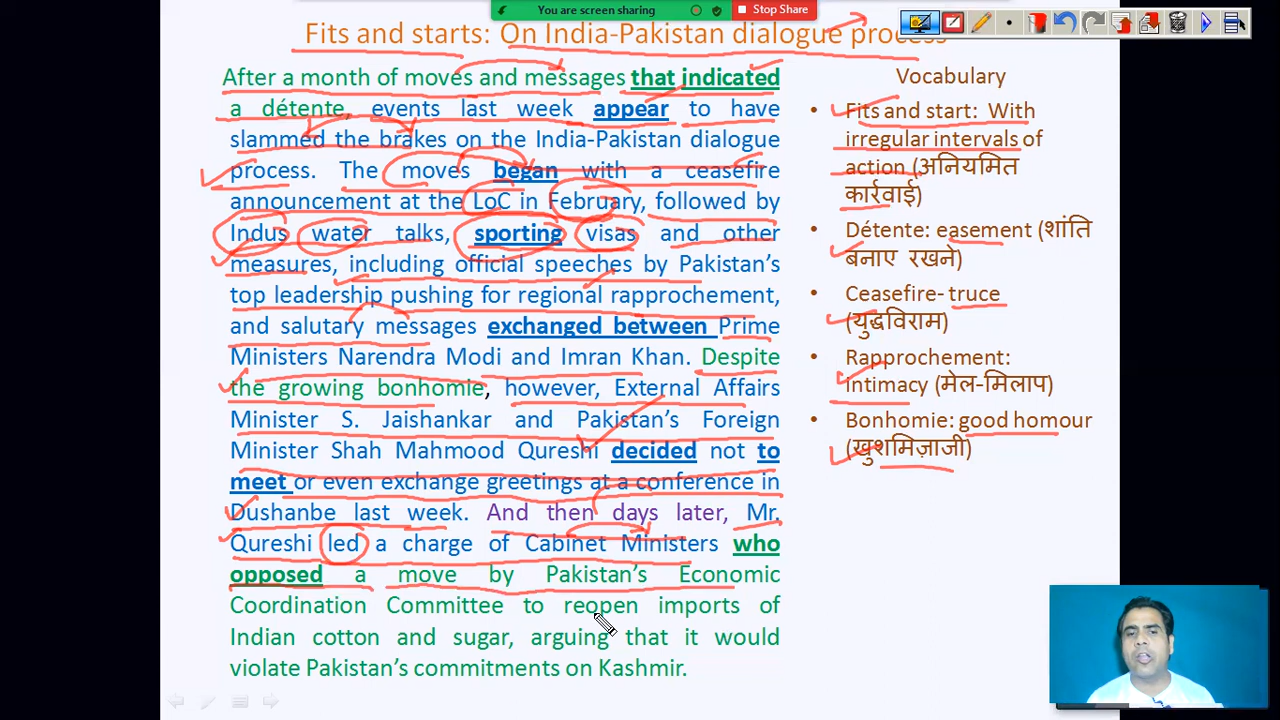 You are screen sharing
Stop Share
Fits and starts: On India-Pakistan dialogue process
After a month of moves and messages that indicated
a détente, events last week appear to have
slammed the brakes on the India-Pakistan dialogue
process. The moves began with a ceasefire
announcement at the LoC in February, followed by
Indus water talks, sporting visas and other
measures, including official speeches by Pakistan’s
top leadership pushing for regional rapprochement,
and salutary messages exchanged between Prime
Ministers Narendra Modi and Imran Khan. Despite
the growing bonhomie, however, External Affairs
Minister S. Jaishankar and Pakistan’s Foreign
Minister Shah Mahmood Qureshi decided not to
meet or even exchange greetings at a conference in
Dushanbe last week. And then days later, Mr.
Qureshi led a charge of Cabinet Ministers who
opposed a move by Pakistan’s Economic
Coordination Committee to reopen imports of
Indian cotton and sugar, arguing that it would
violate Pakistan’s commitments on Kashmir.
Vocabulary
• Fits and start: With
irregular intervals of
action (अनियमित
कार्रवाई)
• Détente: easement (शांति
बनाए रखने)
• Ceasefire- truce
(युद्धविराम)
• Rapprochement:
intimacy (मेल-मिलाप)
• Bonhomie: good homour
(खुशमिज़ाजी)